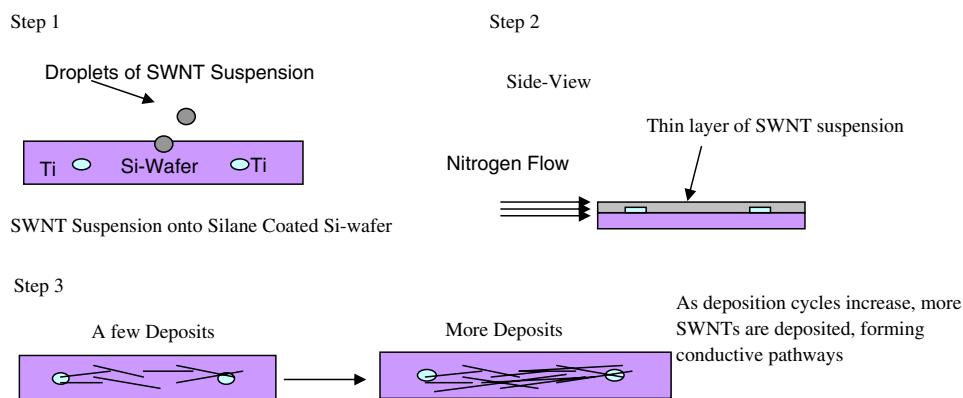 Step 1
Droplets of SWNT Suspension
Ti Si-Wafer Ti
SWNT Suspension onto Silane Coated Si-wafer
Step 2
Side-View
Thin layer of SWNT suspension
Nitrogen Flow
Step 3
A few Deposits
More Deposits
As deposition cycles increase, more
SWNTs are deposited, forming
conductive pathways